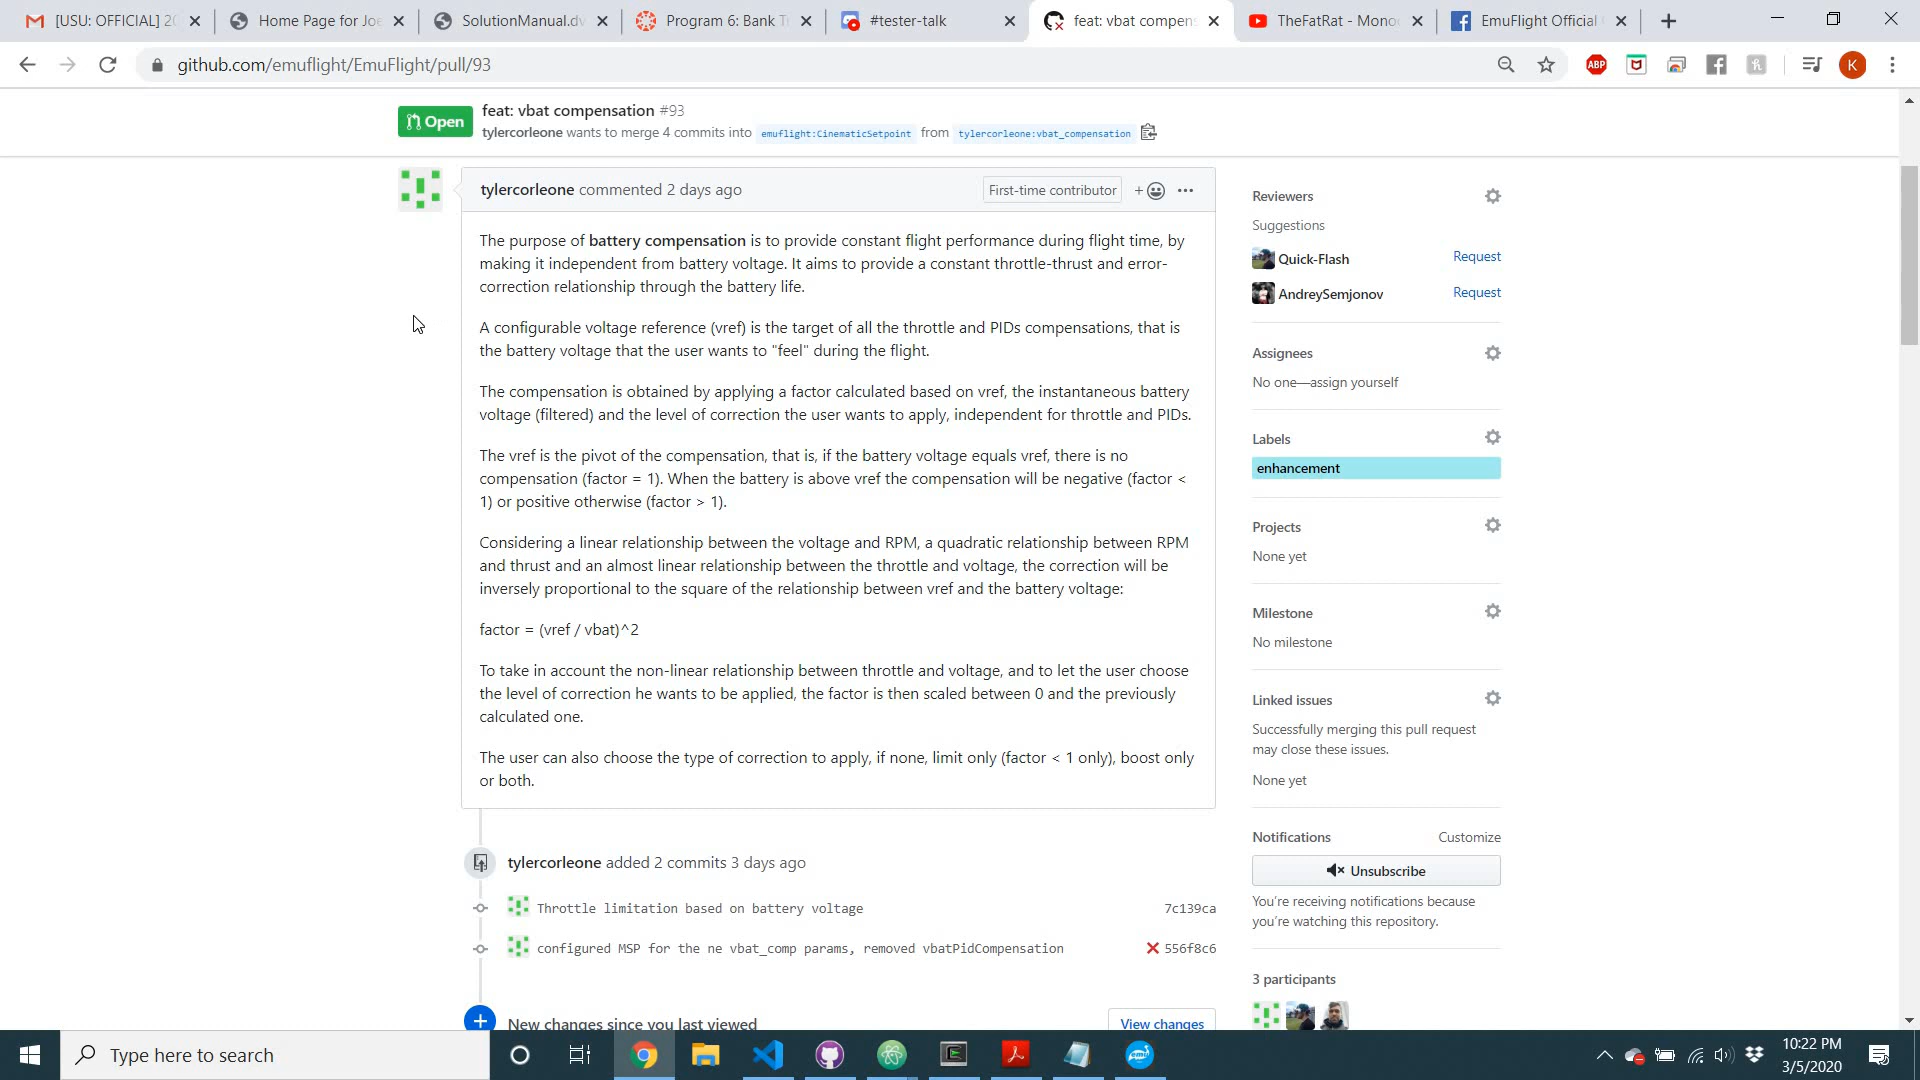 [USU: OFFICIAL] 20
Home Page for Joe
SolutionManual.dv
Program 6: Bank T
#tester-talk
feat: vbat compens
TheFatRat - Mono
EmuFlight Official
github.com/emuflight/EmuFlight/pull/93
ABP
K
Open
feat: vbat compensation #93
tylercorleone wants to merge 4 commits into emuflight:CinematicSetpoint from tylercorleone:vbat_compensation
tylercorleone commented 2 days ago
First-time contributor
The purpose of battery compensation is to provide constant flight performance during flight time, by
making it independent from battery voltage. It aims to provide a constant throttle-thrust and error-
correction relationship through the battery life.
A configurable voltage reference (vref) is the target of all the throttle and PIDs compensations, that is
the battery voltage that the user wants to "feel" during the flight.
The compensation is obtained by applying a factor calculated based on vref, the instantaneous battery
voltage (filtered) and the level of correction the user wants to apply, independent for throttle and PIDs.
The vref is the pivot of the compensation, that is, if the battery voltage equals vref, there is no
compensation (factor = 1). When the battery is above vref the compensation will be negative (factor <
1) or positive otherwise (factor > 1).
Considering a linear relationship between the voltage and RPM, a quadratic relationship between RPM
and thrust and an almost linear relationship between the throttle and voltage, the correction will be
inversely proportional to the square of the relationship between vref and the battery voltage:
factor = (vref / vbat)^2
To take in account the non-linear relationship between throttle and voltage, and to let the user choose
the level of correction he wants to be applied, the factor is then scaled between 0 and the previously
calculated one.
The user can also choose the type of correction to apply, if none, limit only (factor < 1 only), boost only
or both.
tylercorleone added 2 commits 3 days ago
Throttle limitation based on battery voltage 7c139ca
configured MSP for the ne vbat_comp params, removed vbatPidCompensation 556f8c6
New changes since you last viewed
View changes
Reviewers
Suggestions
Quick-Flash Request
AndreySemjonov Request
Assignees
No one—assign yourself
Labels
enhancement
Projects
None yet
Milestone
No milestone
Linked issues
Successfully merging this pull request
may close these issues.
None yet
Notifications Customize
Unsubscribe
You're receiving notifications because
you're watching this repository.
3 participants
Type here to search
emu
10:22 PM
3/5/2020